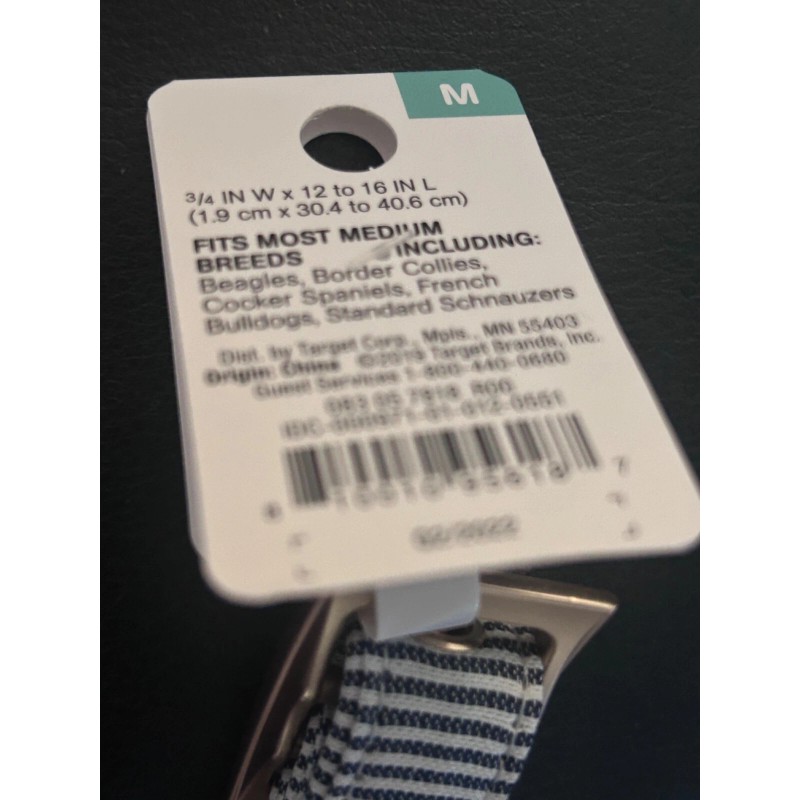 M
3/4 IN W x 12 to 16 IN L
(1.9 cm x 30.4 to 40.6 cm)
FITS MOST MEDIUM
BREEDS INCLUDING:
Beagles, Border Collies,
Cocker Spaniels, French
Bulldogs, Standard Schnauzers
Dist. by Target Corp., Mpls., MN 55403
Origin: China ©2019 Target Brands, Inc.
Guest Services 1-800-440-0680
02/2022